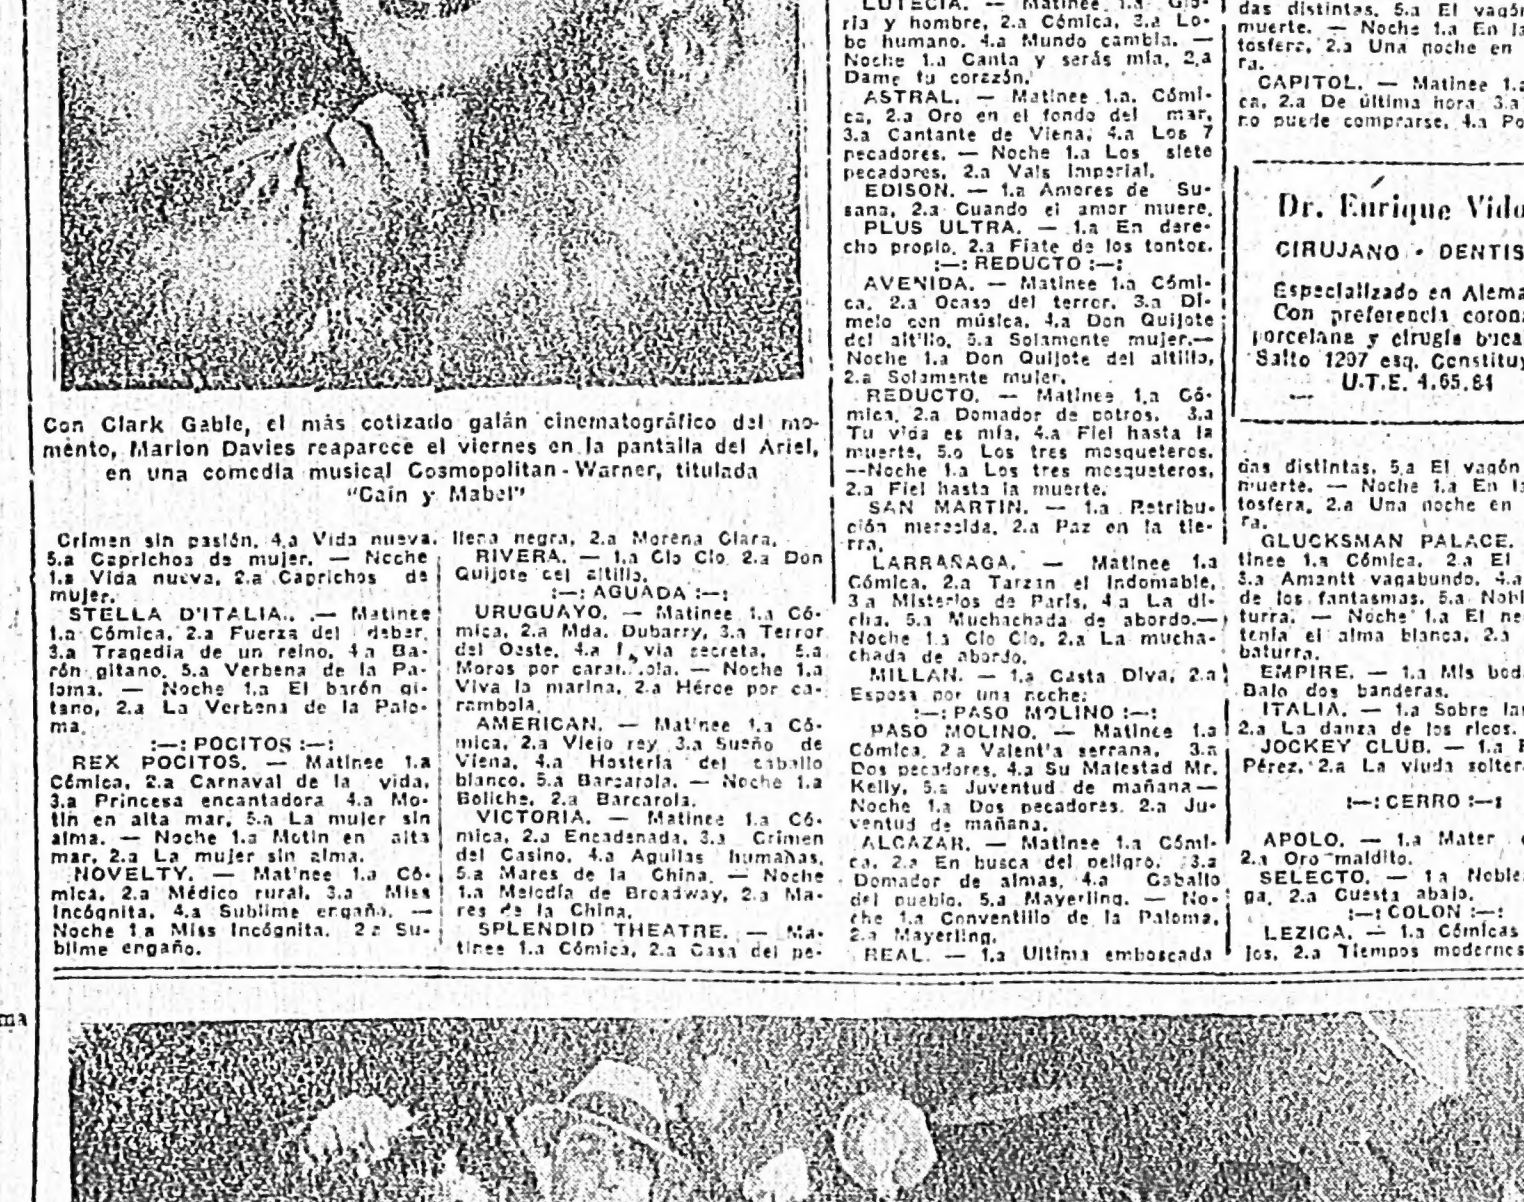 Con Clark Gable, el más cotizado galán cinematográfico del mo-
mento, Marion Davies reaparece el viernes en la pantalla del Ariel,
en una comedia musical Cosmopolitan - Warner, titulada
"Caín y Mabel"
Crimen sin pasión, 4.a Vida nueva.
5.a Caprichos de mujer. — Noche
1.a Vida nueva, 2.a Caprichos de
mujer.
STELLA D'ITALIA.. .— Matinée
1.a Cómica, 2.a Fuerza del deber,
3.a Tragedia de un reino. 4.a Ba-
rón gitano. 5.a Verbena de la Pa-
loma. — Noche 1.a El barón gi-
tano, 2.a La Verbena de la Palo-
ma.
:—: POCITOS :—:
REX POCITOS. — Matinee 1.a
Cómica, 2.a Carnaval de la vida,
3.a Princesa encantadora 4.a Mo-
tín en alta mar, 5.a La mujer sin
alma. — Noche 1.a Motín en alta
mar, 2.a La mujer sin alma.
NOVELTY. — Matinee 1.a Có-
mica, 2.a Médico rural, 3.a Miss
Incógnita, 4.a Sublime engaño. —
Noche 1.a Miss Incógnita. 2.a Su-
blime engaño.
llena negra, 2.a Morena Clara.
RIVERA. — 1.a Clo Clo, 2.a Don
Quijote del altillo.
:—: AGUADA :—:
URUGUAYO. — Matinee 1.a Có-
mica, 2.a Mda. Dubarry, 3.a Terror
del Oeste, 4.a vía secreta, 5.a
Moros por — Noche 1.a
Viva la marina, 2.a Héroe por ca-
rambola.
AMERICAN. — Mat'nee 1.a Có-
mica, 2.a Viejo rey 3.a Sueño de
Viena, 4.a Hostería del caballo
blanco. 5.a Barcarola. — Noche 1.a
Boliche, 2.a Barcarola.
VICTORIA. — Matinee 1.a Có-
mica, 2.a Encadenada, 3.a Crimen
del Casino, 4.a Aguilas humanas,
5.a Mares de la China. — Noche
1.a Melodía de Broadway, 2.a Ma-
res de la China.
SPLENDID THEATRE. — Ma-
tinee 1.a Cómica, 2.a Casa del pe-
LUTECIA. — Matinee 1.a Glo-
ria y hombre, 2.a Cómica, 3.a Lo-
bo humano. 4.a Mundo cambia. —
Noche 1.a Canta y serás mía, 2.a
Dame tu corazón.
ASTRAL. — Matinee 1.a. Cómi-
ca, 2.a Oro en el fondo del mar,
3.a Cantante de Viena, 4.a Los 7
pecadores. — Noche 1.a Los siete
pecadores, 2.a Vals Imperial.
EDISON. — 1.a Amores de Su-
sana, 2.a Cuando el amor muere.
PLUS ULTRA. — 1.a En dere-
cho propio, 2.a Fíate de los tontos.
:—: REDUCTO :—:
AVENIDA. — Matinee 1.a Cómi-
ca, 2.a Ocaso del terror, 3.a Dí-
melo con música, 4.a Don Quijote
del alt'llo, 5.a Solamente mujer.—
Noche 1.a Don Quijote del altillo,
2.a Solamente mujer.
REDUCTO. — Matinee 1.a Có-
mica, 2.a Domador de potros, 3.a
Tu vida es mía, 4.a Fiel hasta la
muerte, 5.o Los tres mosqueteros.
—Noche 1.a Los tres mosqueteros,
2.a Fiel hasta la muerte.
SAN MARTIN. — 1.a Retribu-
ción merecida, 2.a Paz en la tie-
rra.
LARRAÑAGA. — Matinee 1.a
Cómica, 2.a Tarzan el indomable,
3.a Misterios de París, 4.a La di-
cha, 5.a Muchachada de abordo.—
Noche 1.a Clo Clo, 2.a La mucha-
chada de abordo.
MILLAN. — 1.a Casta Diva, 2.a
Esposa por una noche.
:—: PASO MOLINO :—:
PASO MOLINO. — Matinee 1.a
Cómica, 2.a Valent'a serrana, 3.a
Dos pecadores, 4.a Su Majestad Mr.
Kelly, 5.a Juventud de mañana—
Noche 1.a Dos pecadores. 2.a Ju-
ventud de mañana.
ALCAZAR. — Matinee 1.a Cómi-
ca, 2.a En busca del peligro, 3.a
Domador de almas, 4.a Caballo
del pueblo, 5.a Mayerling. — No-
che 1.a Conventillo de la Paloma,
2.a Mayerling.
REAL. — 1.a Ultima emboscada
das distintas, 5.a El vagón
muerte. — Noche 1.a En la
tósfera, 2.a Una noche en
ra.
CAPITOL. — Matinee 1.a
ca, 2.a De última hora 3.a
no puede comprarse, 4.a Po
Dr. Enrique Vido
CIRUJANO - DENTIS
Especializado en Alema
Con preferencia corona
porcelana y cirugía buca
Salto 1207 esq. Constituy
U.T.E. 4.65.84
das distintas, 5.a El vagón
muerte. — Noche 1.a En la
tosfera, 2.a Una noche en
ra.
GLUCKSMAN PALACE.
tinee 1.a Cómica, 2.a El
3.a Amantt vagabundo, 4.a
de los fantasmas. 5.a Nobl
turra. — Noche 1.a El ne
tenía el alma blanca, 2.a
baturra.
EMPIRE. — 1.a Mis bod
Bajo dos banderas.
ITALIA. — 1.a Sobre las
2.a La danza de los ricos.
JOCKEY CLUB. — 1.a
Pérez, 2.a La viuda solter
:—: CERRO :—:
APOLO. — 1.a Mater
2.a Oro maldito.
SELECTO. — 1.a Noble
ga, 2.a Cuesta abajo.
:—: COLON :—:
LEZICA. — 1.a Cómicas
los, 2.a Tiempos modernos
ma